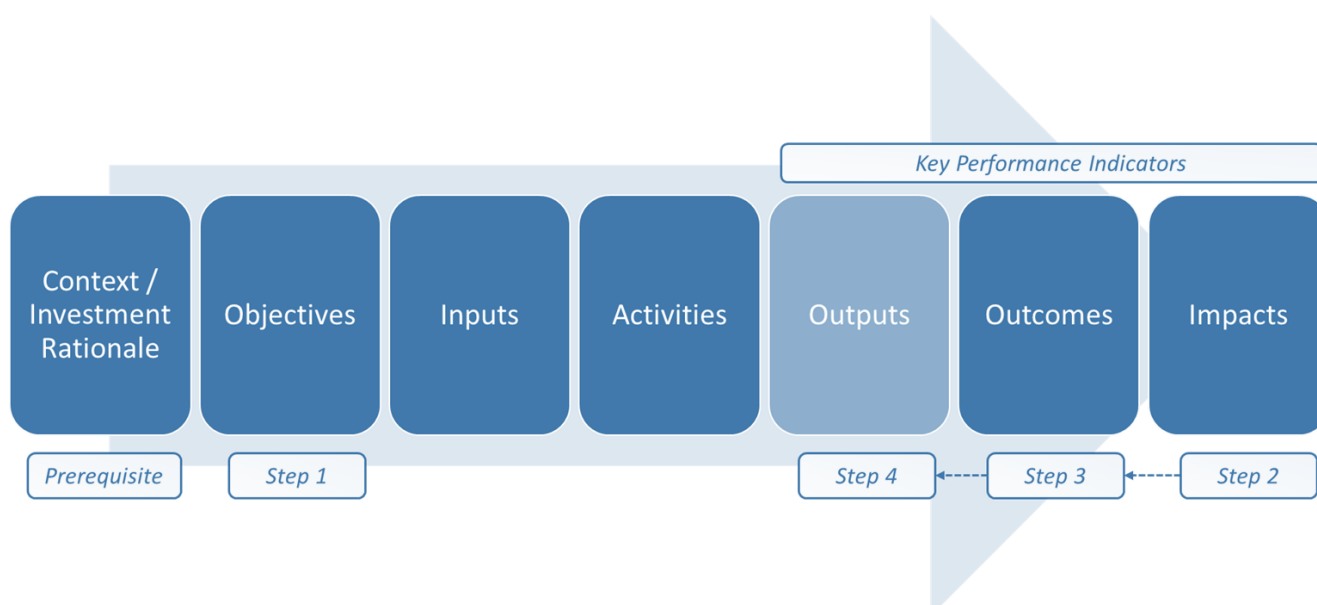 Key Performance Indicators
Context /
Investment
Rationale
Objectives
Inputs
Activities
Outputs
Outcomes
Impacts
Prerequisite
Step 1
Step 4
Step 3
Step 2